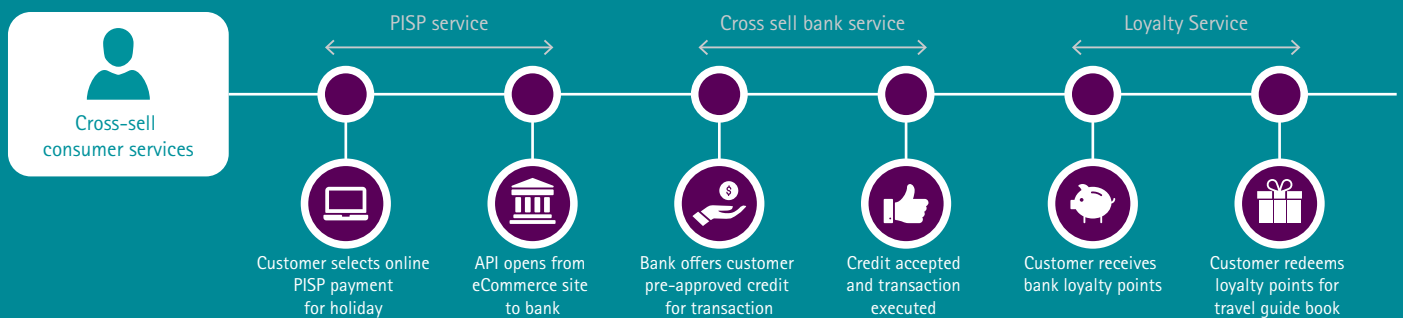 PISP service
Cross sell bank service
Loyalty Service
Cross-sell
consumer services
Customer selects online
PISP payment
for holiday
API opens from
eCommerce site
to bank
Bank offers customer
pre-approved credit
for transaction
Credit accepted
and transaction
executed
Customer receives
bank loyalty points
Customer redeems
loyalty points for
travel guide book